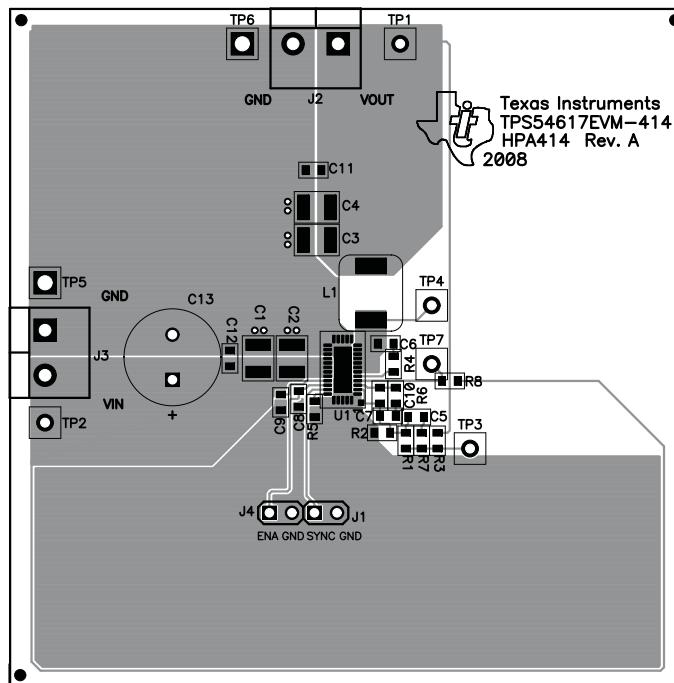 TP6
TP1
GND
J2
VOUT
Texas Instruments
TPS54617EVM-414
HPA414 Rev. A
2008
C11
C4
C3
TP5
GND
C13
L1
TP4
C12
C1
C2
J3
C6
TP7
R4
R8
VIN
+
TP2
C9
C8
R5
U1
C7
C10
R6
C5
TP3
R2
R1
R7
R3
J4
J1
ENA GND SYNC GND